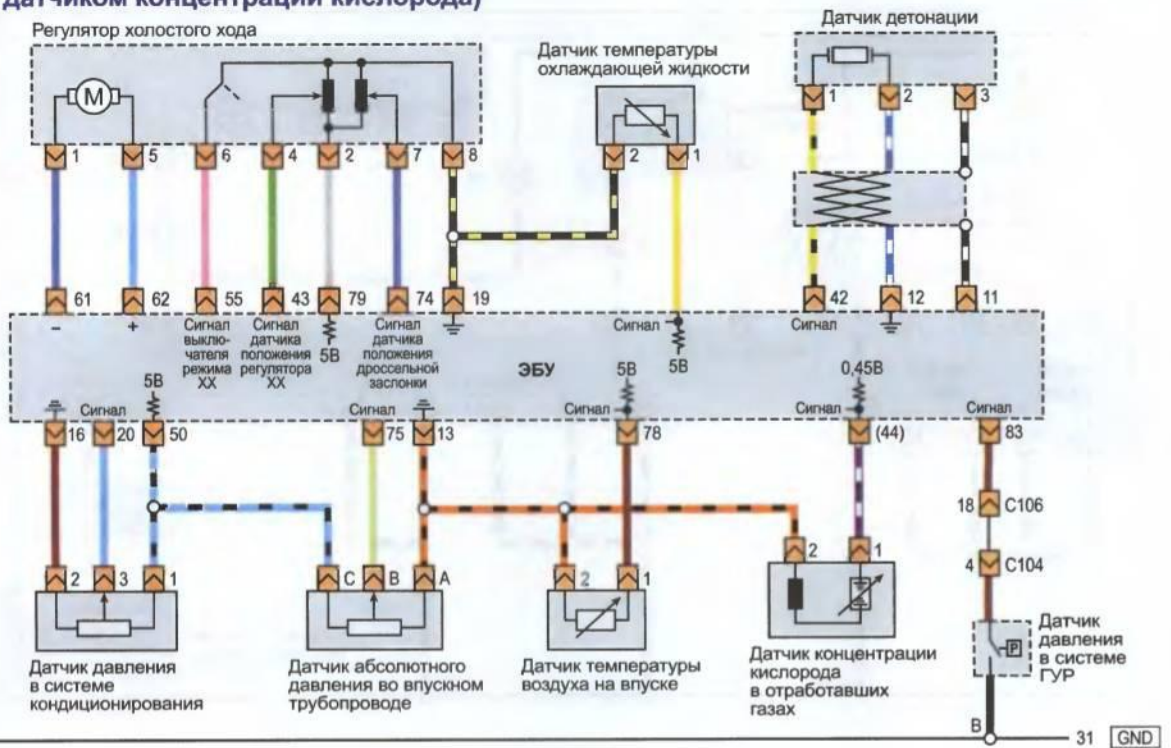 датчиком концентрации кислорода)
Регулятор холостого хода
Датчик температуры
охлаждающей жидкости
Датчик детонации
M
1 5 6 4 2 7 8
2 1
1 2 3
61 62 55 43 79 74 19
42 12 11
– +
Сигнал
выклю-
чателя
режима
ХХ
Сигнал
датчика
положения
регулятора
ХХ
5В
Сигнал
датчика
положения
дроссельной
заслонки
Сигнал
5В
Сигнал
ЭБУ
5В
5В
0,45В
Сигнал
Сигнал
Сигнал
Сигнал
Сигнал
16 20 50 75 13 78 (44) 83
18 C106
4 C104
2 3 1
C B A
2 1
2 1
P
Датчик давления
в системе
кондиционирования
Датчик абсолютного
давления во впускном
трубопроводе
Датчик температуры
воздуха на впуске
Датчик концентрации
кислорода
в отработавших
газах
Датчик
давления
в системе
ГУР
B
31 GND